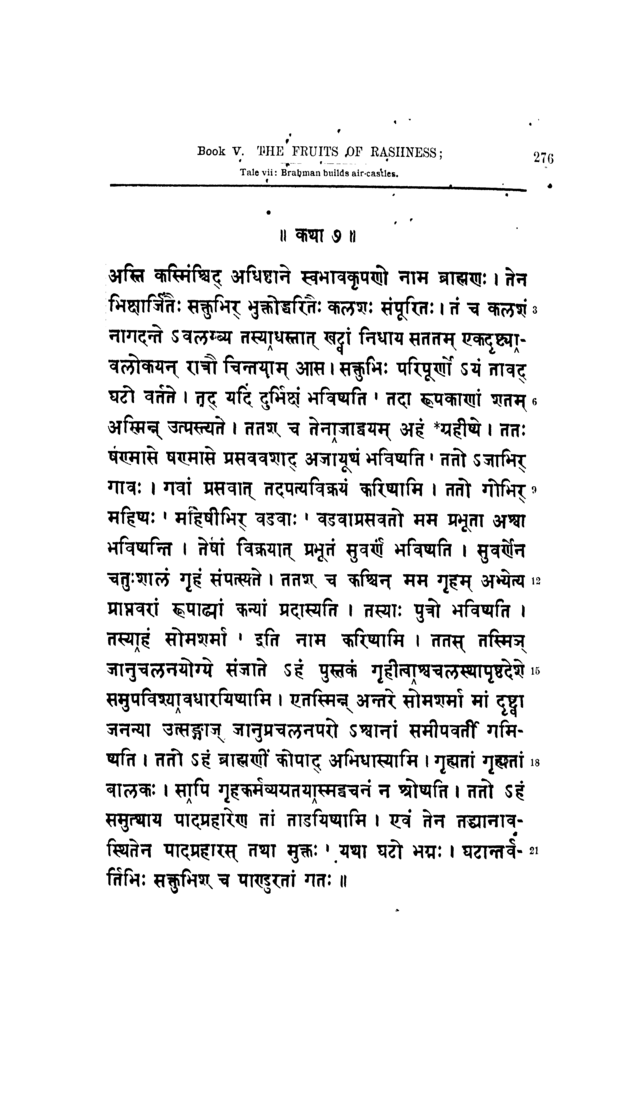 Book V. THE FRUITS OF RASHNESS;
276
Tale vii: Brahman builds air-castles.
॥ कथा ७ ॥
अस्ति कस्मिंश्चिद् अधिष्ठाने स्वभावकृपणो नाम ब्राह्मणः । तेन
भिक्षार्जितैः सक्तुभिर् भुक्तोद्धरितैः कलशः संपूरितः । तं च कलशं 3
नागदन्ते ऽवलम्ब्य तस्याधस्तात् खट्वां निधाय सततम् एकदृष्ट्या-
वलोकयन् रात्रौ चिन्तयाम् आस । सक्तुभिः परिपूर्णो ऽयं तावद्
घटो वर्तते । तद् यदि दुर्भिक्षं भविष्यति ' तदा रूपकाणां शतम् 6
अस्मिन्न् उत्पत्स्यते । ततश् च तेनाजाद्वयम् अहं *ग्रहीष्ये । ततः
षण्मासे षण्मासे प्रसववशाद् अजायूथं भविष्यति ' ततो ऽजाभिर्
गावः । गवां प्रसवात् तदपत्यविक्रयं करिष्यामि । ततो गोभिर् 9
महिष्यः ' महिषीभिर् वडवाः ' वडवाप्रसवतो मम प्रभूता अश्वा
भविष्यन्ति । तेषां विक्रयात् प्रभूतं सुवर्णं भविष्यति । सुवर्णेन
चतुःशालं गृहं संपत्स्यते । ततश् च कश्चिन् मम गृहम् अभ्येत्य 12
प्राप्तवरां रूपाढ्यां कन्यां प्रदास्यति । तस्याः पुत्रो भविष्यति ।
तस्याहं सोमशर्मा ' इति नाम करिष्यामि । ततस् तस्मिञ्
जानुचलनयोग्ये संजाते ऽहं पुस्तकं गृहीत्वाश्वचलस्थापृष्ठदेशे 15
समुपविश्यावधारयिष्यामि । एतस्मिन्न् अन्तरे सोमशर्मा मां दृष्ट्वा
जनन्या उत्सङ्गाज् जानुप्रचलनपरो ऽश्वानां समीपवर्ती गमि-
ष्यति । ततो ऽहं ब्राह्मणीं कोपाद् अभिधास्यामि । गृह्यतां गृह्यतां 18
बालकः । सापि गृहकर्मव्यग्रतयास्मद्वचनं न श्रोष्यति । ततो ऽहं
समुत्थाय पादप्रहारेण तां ताडयिष्यामि । एवं तेन तद्ध्यानाव-
स्थितेन पादप्रहारस् तथा मुक्तः ' यथा घटो भग्नः । घटान्तर्व- 21
र्तिभिः सक्तुभिश् च पाण्डुरतां गतः ॥